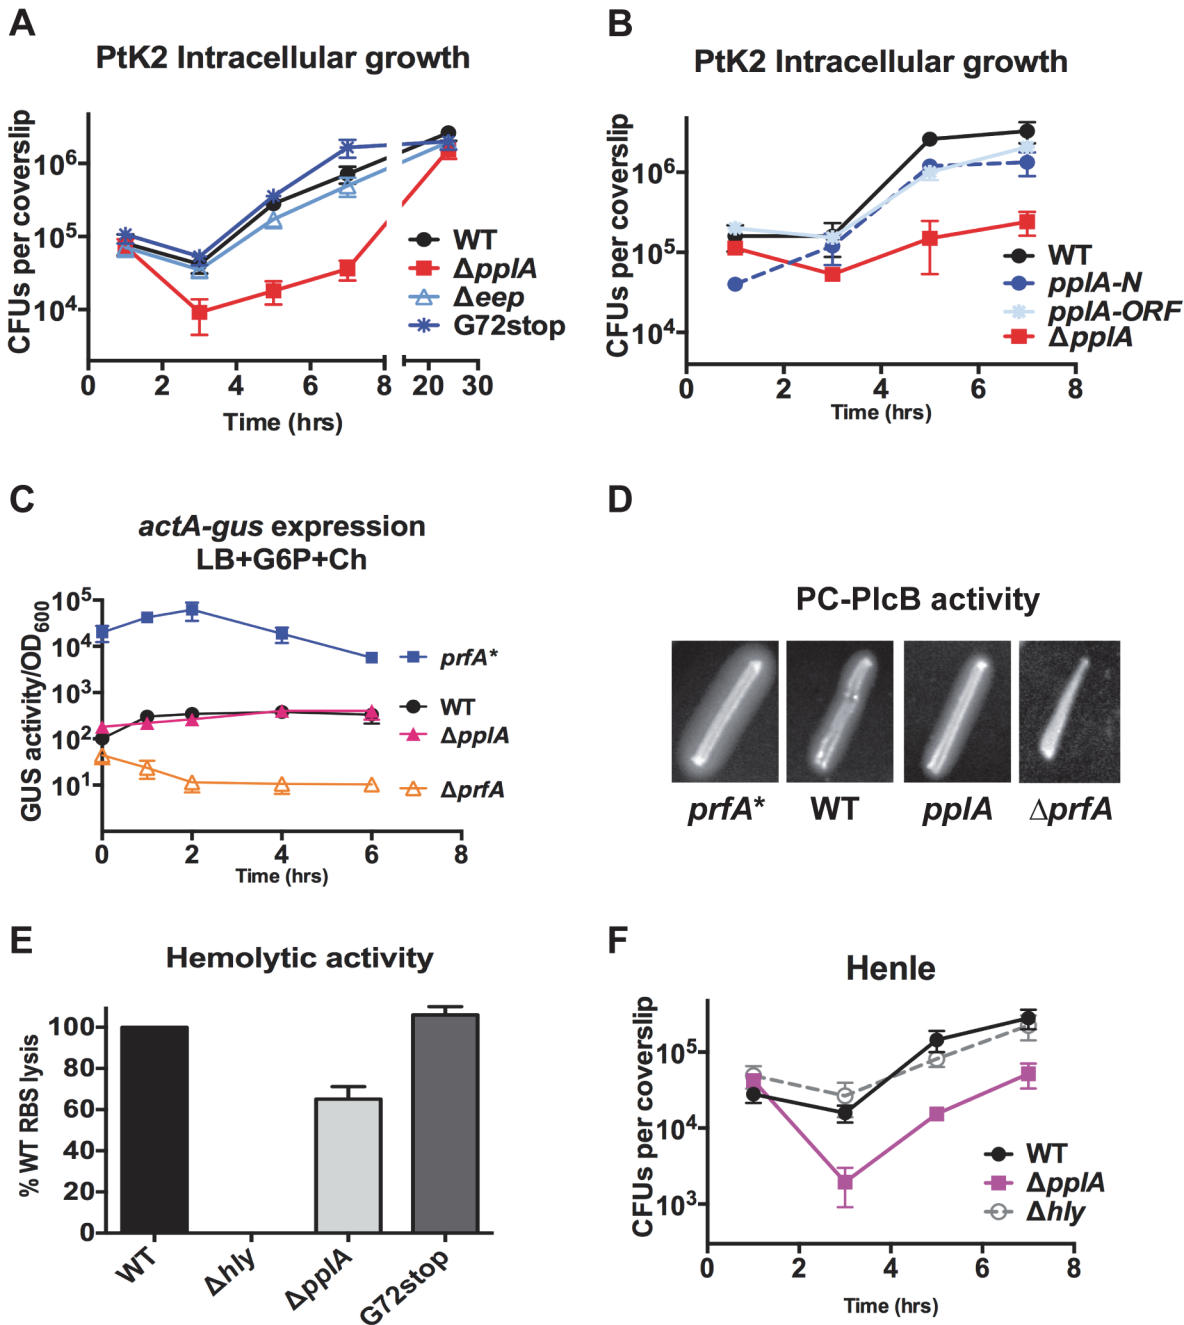 A
PtK2 Intracellular growth
CFUs per coverslip
10^6
10^5
10^4
0 2 4 6 8 20 30
Time (hrs)
WT
ΔpplA
Δeep
G72stop
B
PtK2 Intracellular growth
CFUs per coverslip
10^6
10^5
10^4
0 2 4 6 8
Time (hrs)
WT
pplA-N
pplA-ORF
ΔpplA
C
actA-gus expression
LB+G6P+Ch
GUS activity/OD600
10^5
10^4
10^3
10^2
10^1
0 2 4 6 8
Time (hrs)
prfA*
WT
ΔpplA
ΔprfA
D
PC-PlcB activity
prfA* WT pplA ΔprfA
E
Hemolytic activity
% WT RBS lysis
100
80
60
40
20
0
WT Δhly ΔpplA G72stop
F
Henle
CFUs per coverslip
10^5
10^4
10^3
0 2 4 6 8
Time (hrs)
WT
ΔpplA
Δhly